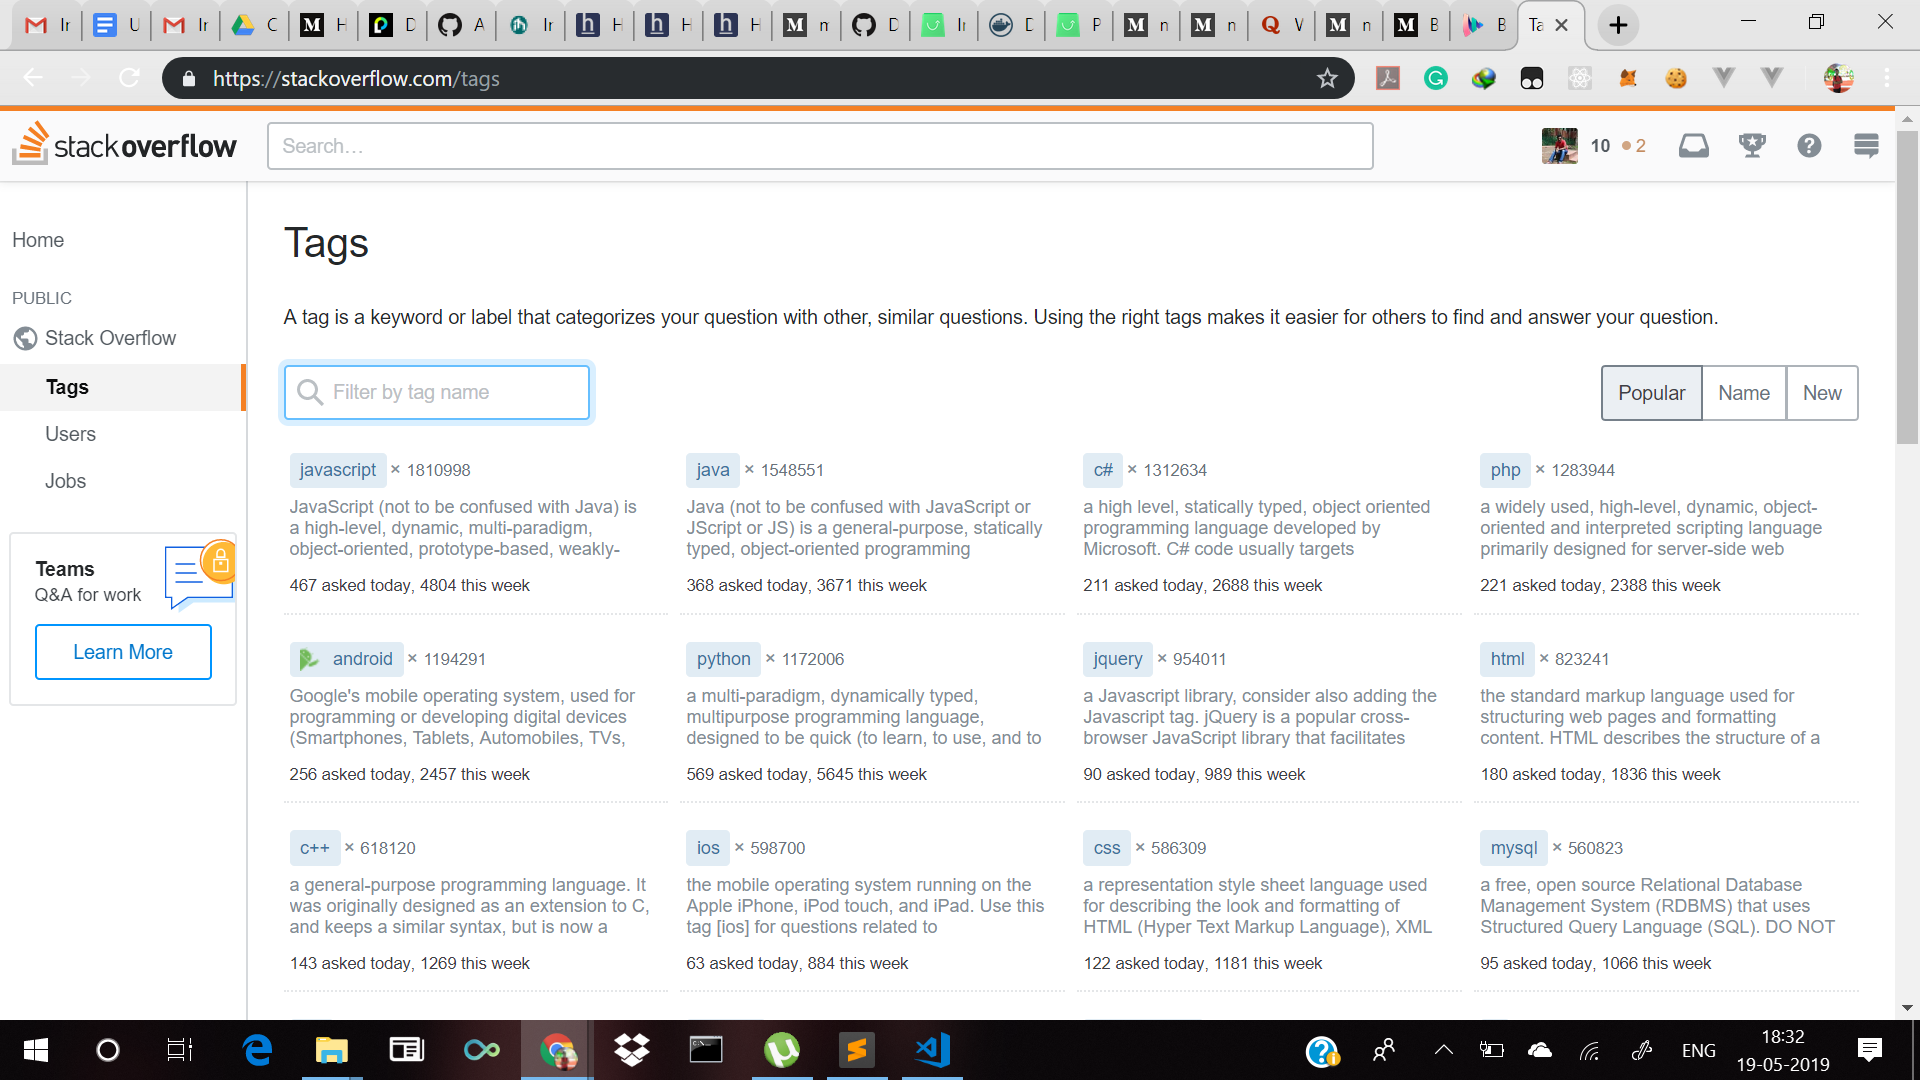 https://stackoverflow.com/tags
stackoverflow
Search…
10
2
Home
PUBLIC
Stack Overflow
Tags
Users
Jobs
Teams
Q&A for work
Learn More
Tags
A tag is a keyword or label that categorizes your question with other, similar questions. Using the right tags makes it easier for others to find and answer your question.
Filter by tag name
Popular Name New
javascript × 1810998
JavaScript (not to be confused with Java) is
a high-level, dynamic, multi-paradigm,
object-oriented, prototype-based, weakly-
467 asked today, 4804 this week
java × 1548551
Java (not to be confused with JavaScript or
JScript or JS) is a general-purpose, statically
typed, object-oriented programming
368 asked today, 3671 this week
c# × 1312634
a high level, statically typed, object oriented
programming language developed by
Microsoft. C# code usually targets
211 asked today, 2688 this week
php × 1283944
a widely used, high-level, dynamic, object-
oriented and interpreted scripting language
primarily designed for server-side web
221 asked today, 2388 this week
android × 1194291
Google's mobile operating system, used for
programming or developing digital devices
(Smartphones, Tablets, Automobiles, TVs,
256 asked today, 2457 this week
python × 1172006
a multi-paradigm, dynamically typed,
multipurpose programming language,
designed to be quick (to learn, to use, and to
569 asked today, 5645 this week
jquery × 954011
a Javascript library, consider also adding the
Javascript tag. jQuery is a popular cross-
browser JavaScript library that facilitates
90 asked today, 989 this week
html × 823241
the standard markup language used for
structuring web pages and formatting
content. HTML describes the structure of a
180 asked today, 1836 this week
c++ × 618120
a general-purpose programming language. It
was originally designed as an extension to C,
and keeps a similar syntax, but is now a
143 asked today, 1269 this week
ios × 598700
the mobile operating system running on the
Apple iPhone, iPod touch, and iPad. Use this
tag [ios] for questions related to
63 asked today, 884 this week
css × 586309
a representation style sheet language used
for describing the look and formatting of
HTML (Hyper Text Markup Language), XML
122 asked today, 1181 this week
mysql × 560823
a free, open source Relational Database
Management System (RDBMS) that uses
Structured Query Language (SQL). DO NOT
95 asked today, 1066 this week
ENG
18:32
19-05-2019